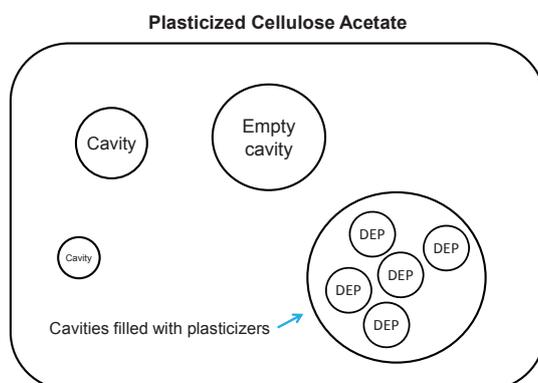 Plasticized Cellulose Acetate
Cavity
Empty
cavity
Cavity
DEP
DEP
DEP
DEP
DEP
Cavities filled with plasticizers